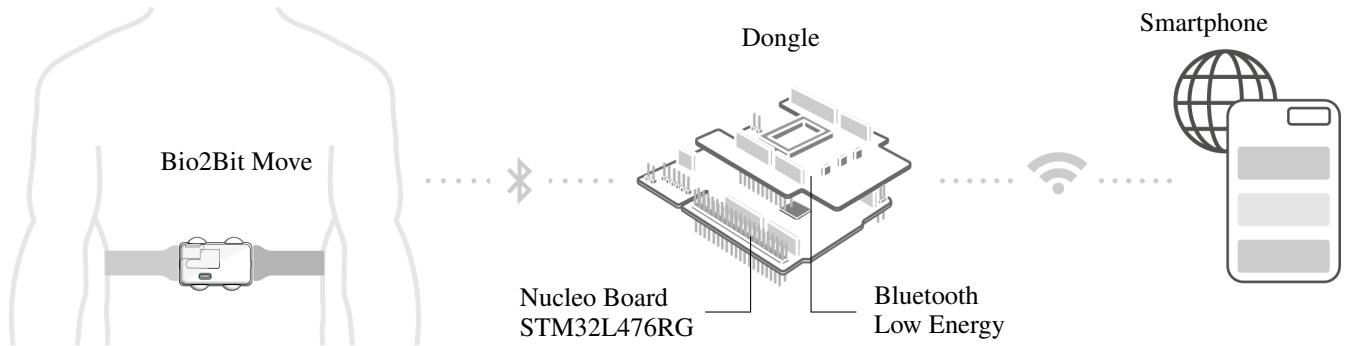 Bio2Bit Move
Dongle
Nucleo Board
STM32L476RG
Bluetooth
Low Energy
Smartphone